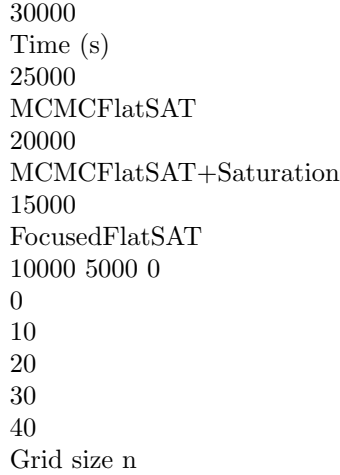 30000
Time (s)
25000
MCMCFlatSAT
20000
MCMCFlatSAT+Saturation
15000
FocusedFlatSAT
10000 5000 0
0
10
20
30
40
Grid size n